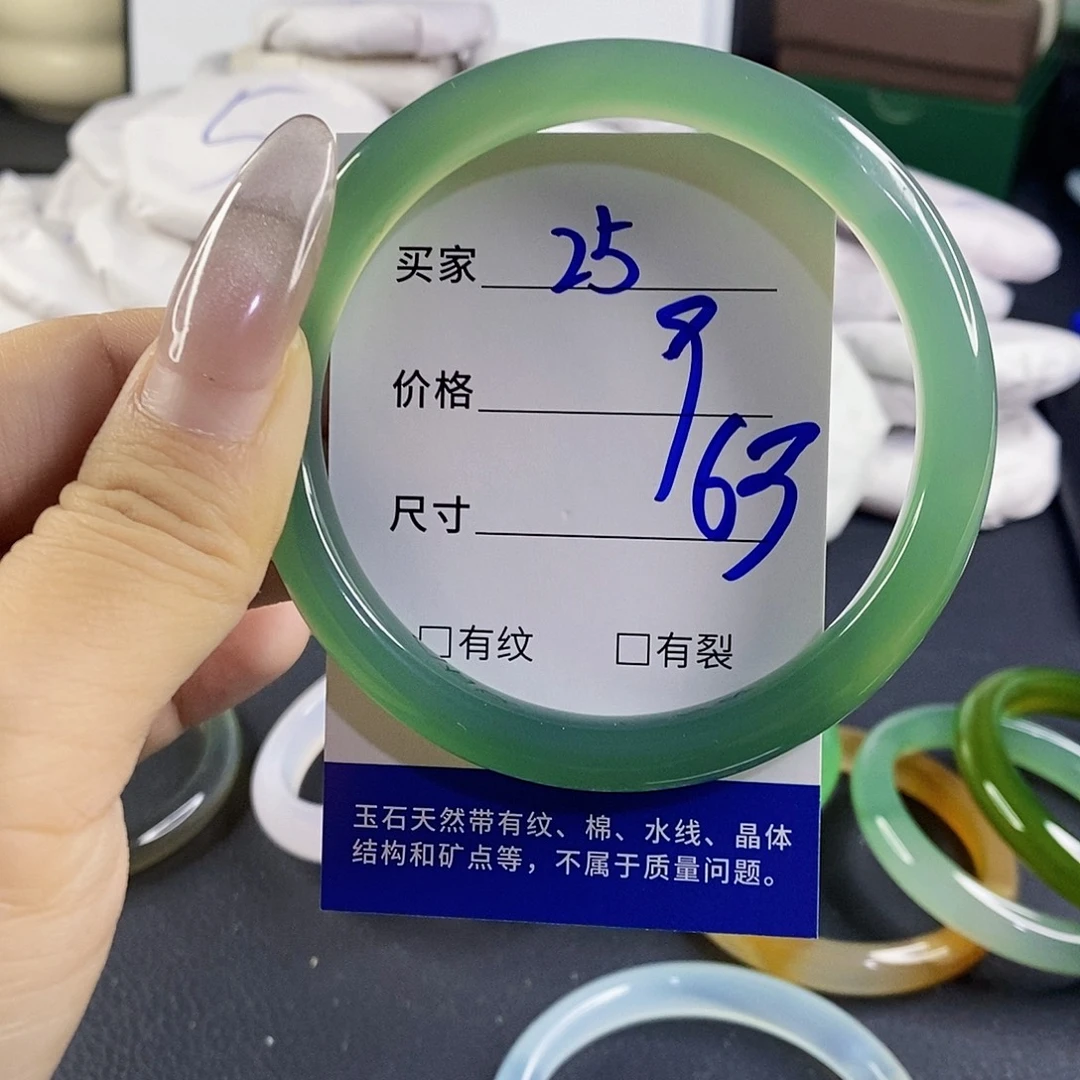 买家 25
9
价格
63
尺寸
□有纹 □有裂
玉石天然带有纹、棉、水线、晶体
结构和矿点等，不属于质量问题。